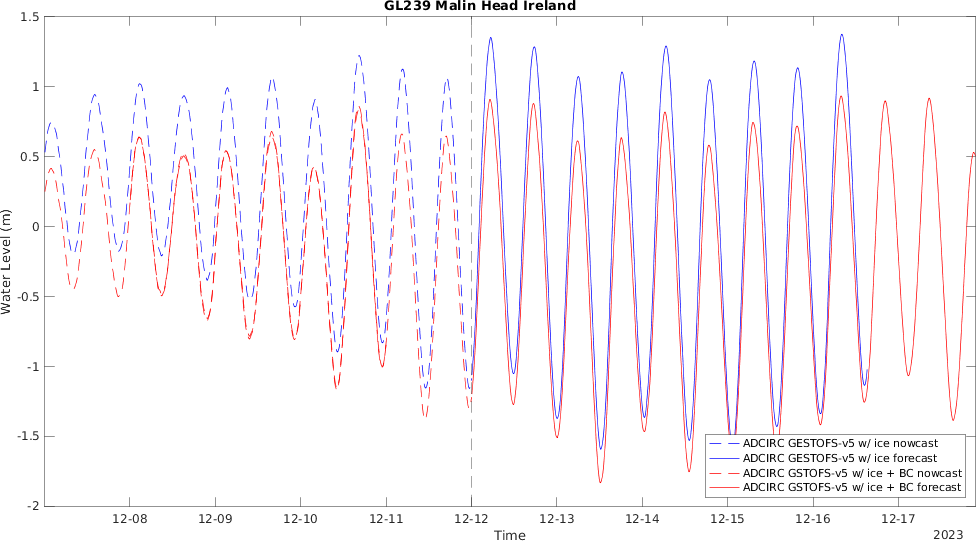 GL239 Malin Head Ireland
1.5
1
0.5
0
-0.5
-1
-1.5
-2
Water Level (m)
12-08
12-09
12-10
12-11
12-12
12-13
12-14
12-15
12-16
12-17
Time
2023
ADCIRC GESTOFS-v5 w/ ice nowcast
ADCIRC GESTOFS-v5 w/ ice forecast
ADCIRC GSTOFS-v5 w/ ice + BC nowcast
ADCIRC GSTOFS-v5 w/ ice + BC forecast